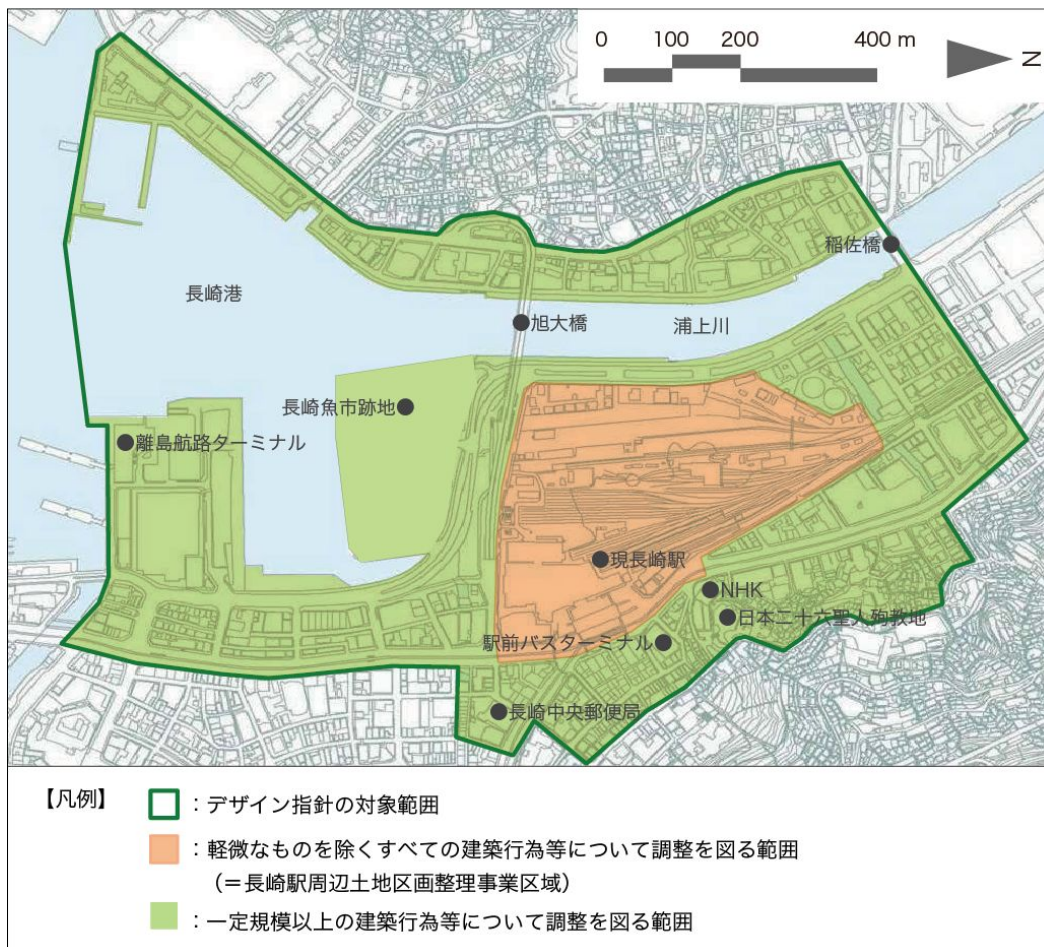 0 100 200 400 m
N
稲佐橋
長崎港
旭大橋
浦上川
長崎魚市跡地
離島航路ターミナル
現長崎駅
NHK
日本二十六聖人殉教地
駅前バスターミナル
長崎中央郵便局
【凡例】
：デザイン指針の対象範囲
：軽微なものを除くすべての建築行為等について調整を図る範囲
（＝長崎駅周辺土地区画整理事業区域）
：一定規模以上の建築行為等について調整を図る範囲